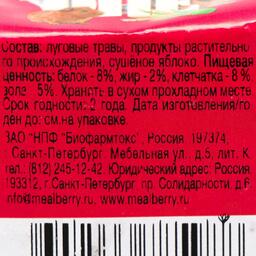 Состав: луговые травы, продукты растительно
го происхождения, сушеное яблоко. Пищевая
ценность: белок - 8%, жир - 2%, клетчатка - 8 %
зола - 5%. Хранить в сухом прохладном месте
Срок годности: 2 года. Дата изготовления/го
ден до: см.на упаковке.
ЗАО "НПФ "Биофармтокс", Россия, 197374,
г. Санкт-Петербург. Мебельная ул., д.5, лит. К
тел.: (812) 245-12-42. Юридический адрес: Россия
193312, г.Санкт-Петербург. пр. Солидарности, д.6
info@mealberry.ru, www.mealberry.ru